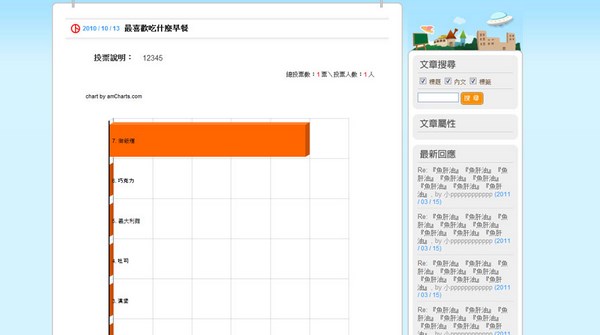 2010 / 10 / 13 最喜歡吃什麼早餐
投票說明： 12345
總投票數：1 票＼投票人數：1 人
chart by amCharts.com
6. 巧克力
5. 義大利麵
4. 吐司
3. 漢堡
文章搜尋
標題 內文 標籤
搜 尋
文章屬性
最新回應
Re: 『魚肝油』『魚肝油』『魚
肝油』『魚肝油』『魚肝油』
『魚肝油』『魚肝油』『魚肝
油』, by 小pppppppppppp (2011
/ 03 / 15)
Re: 『魚肝油』『魚肝油』『魚
肝油』『魚肝油』『魚肝油』
『魚肝油』『魚肝油』『魚肝
油』, by 小pppppppppppp (2011
/ 03 / 15)
Re: 『魚肝油』『魚肝油』『魚
肝油』『魚肝油』『魚肝油』
『魚肝油』『魚肝油』『魚肝
油』, by 小pppppppppppp (2011
/ 03 / 15)
Re: 『魚肝油』『魚肝油』『魚
肝油』『魚肝油』『魚肝油』